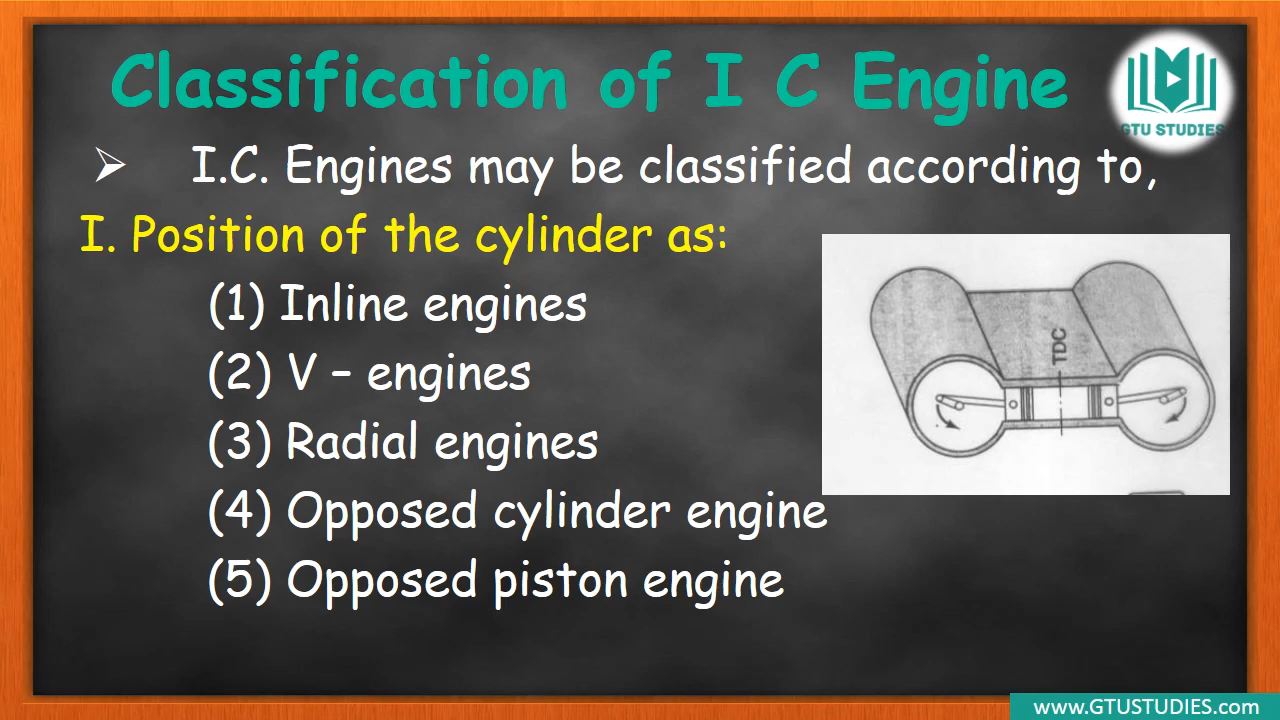 Classification of I C Engine
GTU STUDIES
➢ I.C. Engines may be classified according to,
I. Position of the cylinder as:
(1) Inline engines
(2) V – engines
(3) Radial engines
(4) Opposed cylinder engine
(5) Opposed piston engine
TDC
www.GTUSTUDIES.com